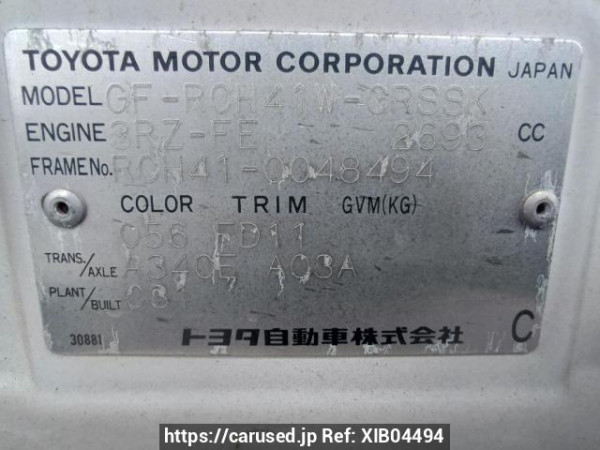 TOYOTA MOTOR CORPORATION JAPAN
MODEL GF-RCH41W-GRSSK
ENGINE 3RZ-FE 2693 CC
FRAME No. RCH41-0048494
COLOR TRIM GVM(KG)
056 FD11
TRANS./AXLE A340E A03A
PLANT/BUILT
30881 トヨタ自動車株式会社 C
https://carused.jp Ref: XIB04494